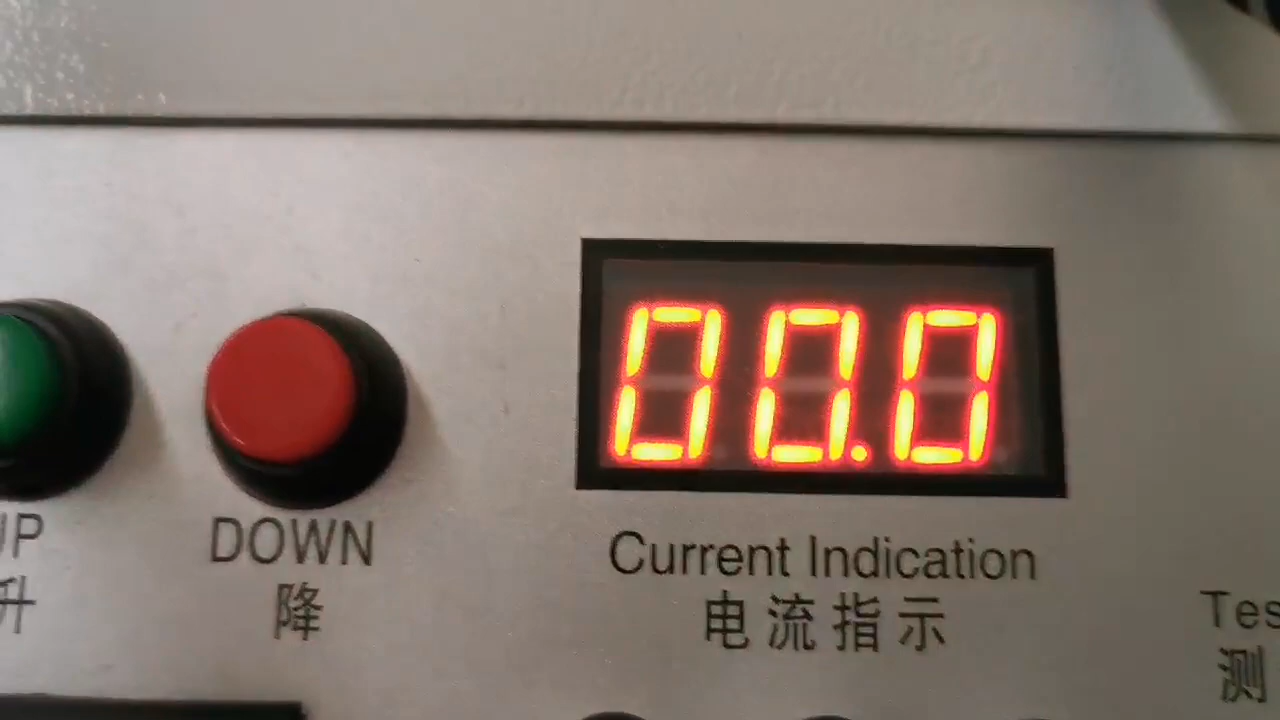 00.0
UP
升
DOWN
降
Current Indication
电流指示
Tes
测